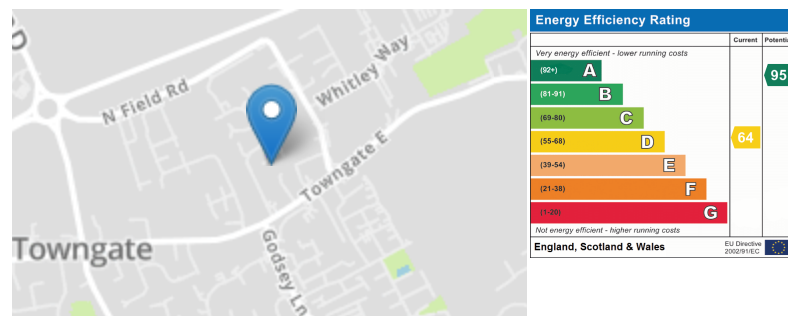 N Field Rd
Whitley Way
Towngate E
Towngate
Godsey Ln
Energy Efficiency Rating
Current Potentia
Very energy efficient - lower running costs
(92+) A
95
(81-91) B
(69-80) C
(55-68) D
64
(39-54) E
(21-38) F
(1-20) G
Not energy efficient - higher running costs
England, Scotland & Wales
EU Directive
2002/91/EC